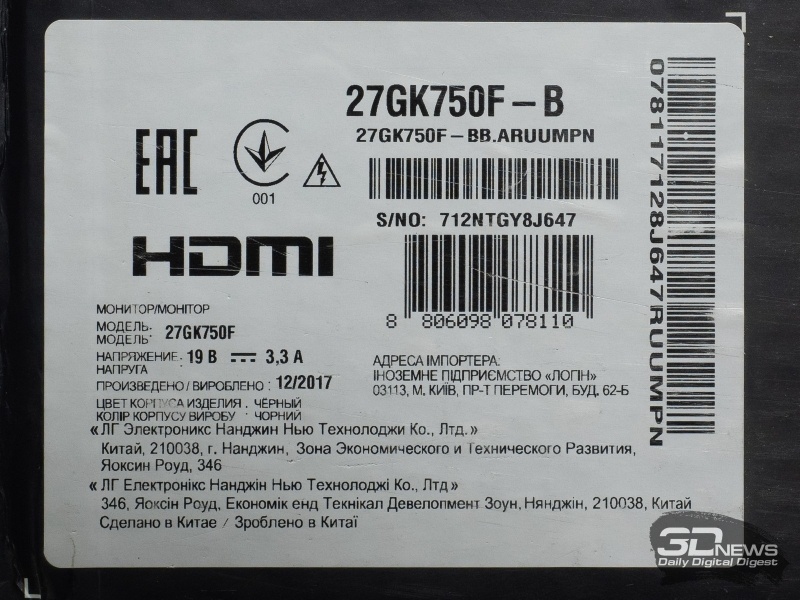 27GK750F-B
27GK750F-BB.ARUUMPN
EAC
001
S/NO: 712NTGY8J647
HDMI
8 806098 078110
078117128J647RUUMPN
МОНИТОР/МОНІТОР
МОДЕЛЬ:
МОДЕЛЬ: 27GK750F
НАПРЯЖЕНИЕ: 19 В 3,3 А
НАПРУГА
ПРОИЗВЕДЕНО / ВИРОБЛЕНО : 12/2017
ЦВЕТ КОРПУСА ИЗДЕЛИЯ : ЧЁРНЫЙ
КОЛІР КОРПУСУ ВИРОБУ : ЧОРНИЙ
АДРЕСА ІМПОРТЕРА:
ІНОЗЕМНЕ ПІДПРИЄМСТВО «ЛОГІН»
03113, М. КИЇВ, ПР-Т ПЕРЕМОГИ, БУД. 62-Б
«ЛГ Электроникс Нанджин Нью Технолоджи Ко., Лтд.»
Китай, 210038, г. Нанджин, Зона Экономического и Технического Развития,
Яоксин Роуд, 346
«ЛГ Електронікс Нанджін Нью Технолоджі Ко., Лтд»
346, Яоксін Роуд, Економік енд Текнікал Девелопмент Зоун, Нянджін, 210038, Китай
Сделано в Китае / Зроблено в Китаї
3DNEWS
Daily Digital Digest